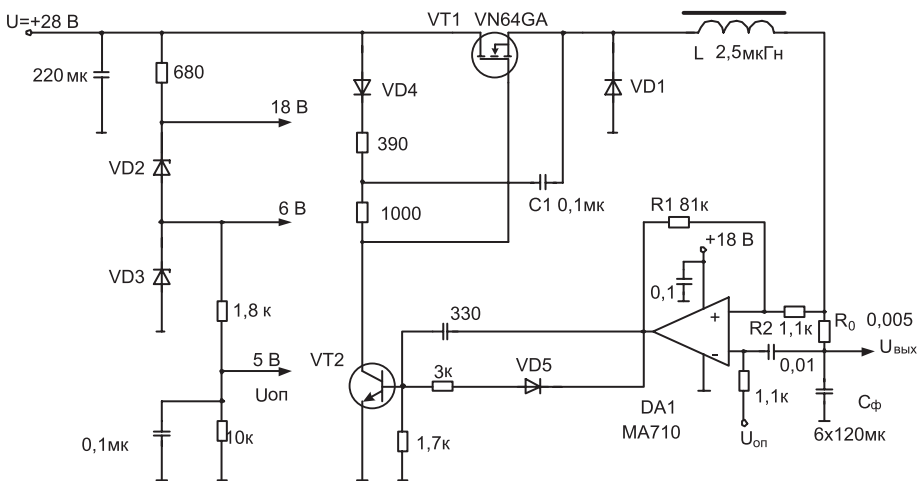 U=+28 В
VT1 VN64GA
L 2,5мкГн
220 мк
680
VD4
VD1
18 В
390
VD2
C1 0,1мк
R1 81к
6 В
1000
+18 В
VD3
0,1
1,8 к
330
+
R2 1,1к
R0 0,005
-
Uвых
5 В
VT2
0,01
Uоп
3к
VD5
1,1к
Cф
DA1
MA710
0,1мк
10к
1,7к
Uоп
6x120мк